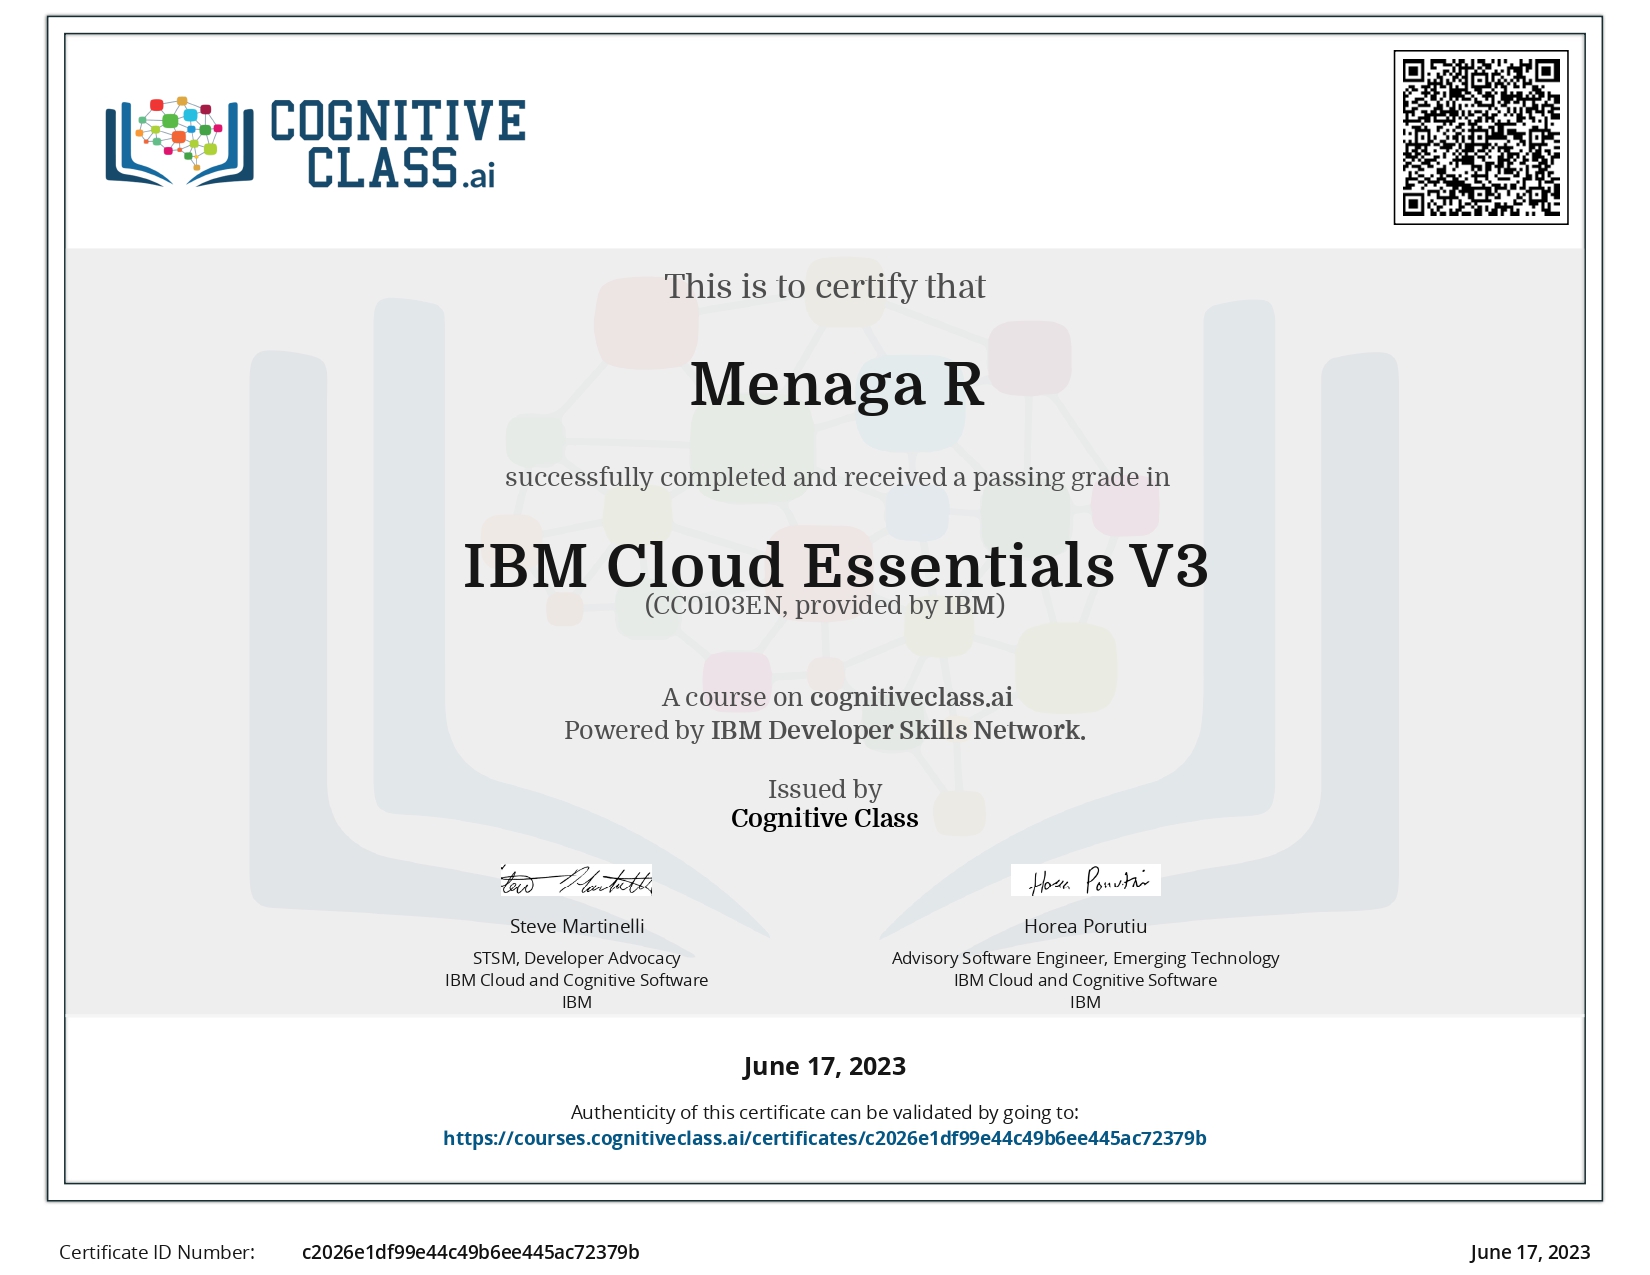 COGNITIVE
CLASS.ai
This is to certify that
Menaga R
successfully completed and received a passing grade in
IBM Cloud Essentials V3
(CC0103EN, provided by IBM)
A course on cognitiveclass.ai
Powered by IBM Developer Skills Network.
Issued by
Cognitive Class
Steve Martinelli
STSM, Developer Advocacy
IBM Cloud and Cognitive Software
IBM
Horea Porutiu
Horea Porutiu
Advisory Software Engineer, Emerging Technology
IBM Cloud and Cognitive Software
IBM
June 17, 2023
Authenticity of this certificate can be validated by going to:
https://courses.cognitiveclass.ai/certificates/c2026e1df99e44c49b6ee445ac72379b
Certificate ID Number: c2026e1df99e44c49b6ee445ac72379b
June 17, 2023